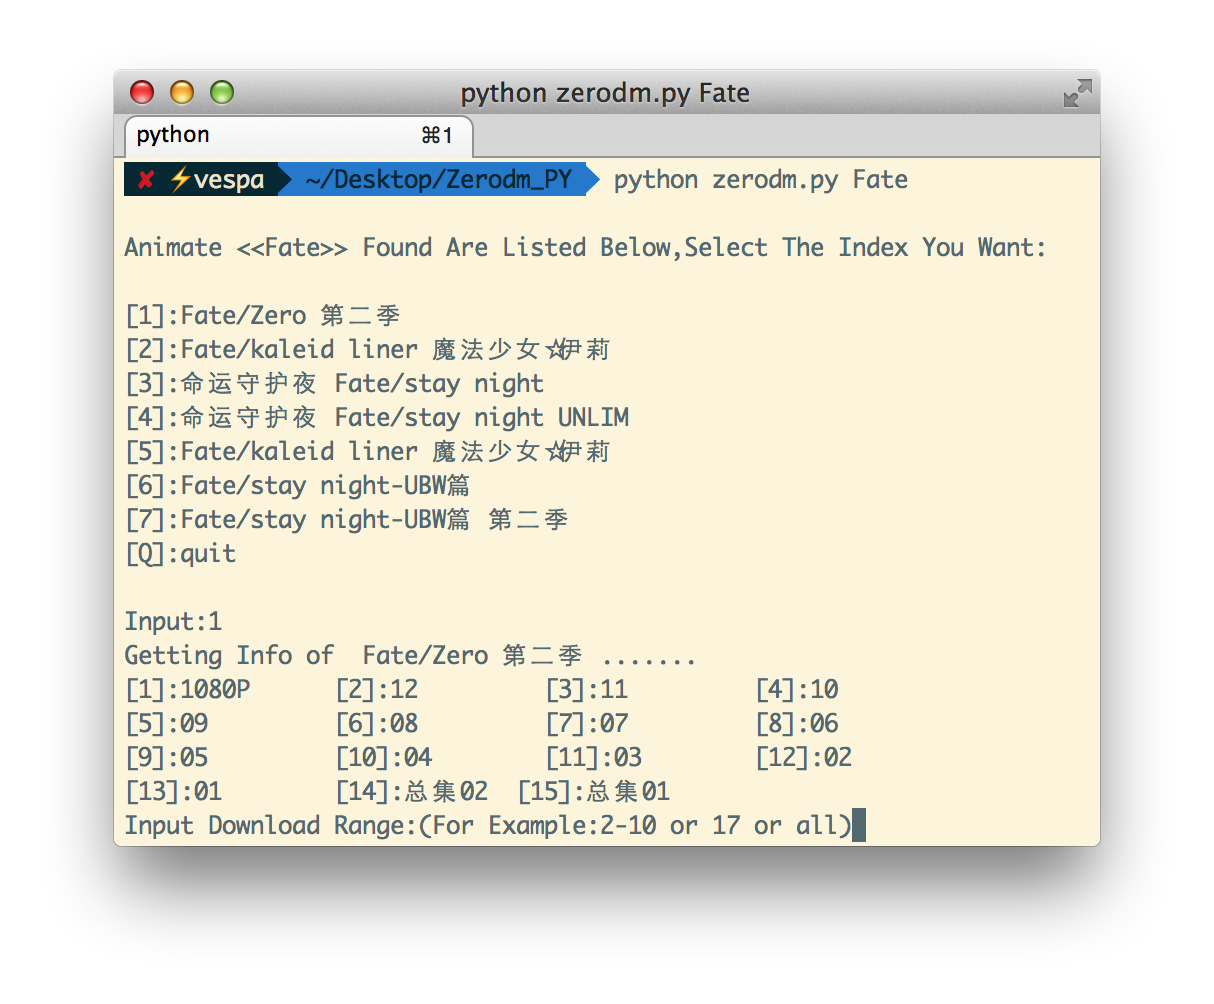 python zerodm.py Fate
python ⌘1
✘ ⚡vespa ~/Desktop/Zerodm_PY python zerodm.py Fate
Animate <<Fate>> Found Are Listed Below,Select The Index You Want:
[1]:Fate/Zero 第二季
[2]:Fate/kaleid liner 魔法少女☆伊莉
[3]:命运守护夜 Fate/stay night
[4]:命运守护夜 Fate/stay night UNLIM
[5]:Fate/kaleid liner 魔法少女☆伊莉
[6]:Fate/stay night-UBW篇
[7]:Fate/stay night-UBW篇 第二季
[Q]:quit
Input:1
Getting Info of  Fate/Zero 第二季 .......
[1]:1080P [2]:12 [3]:11 [4]:10
[5]:09 [6]:08 [7]:07 [8]:06
[9]:05 [10]:04 [11]:03 [12]:02
[13]:01 [14]:总集02 [15]:总集01
Input Download Range:(For Example:2-10 or 17 or all)